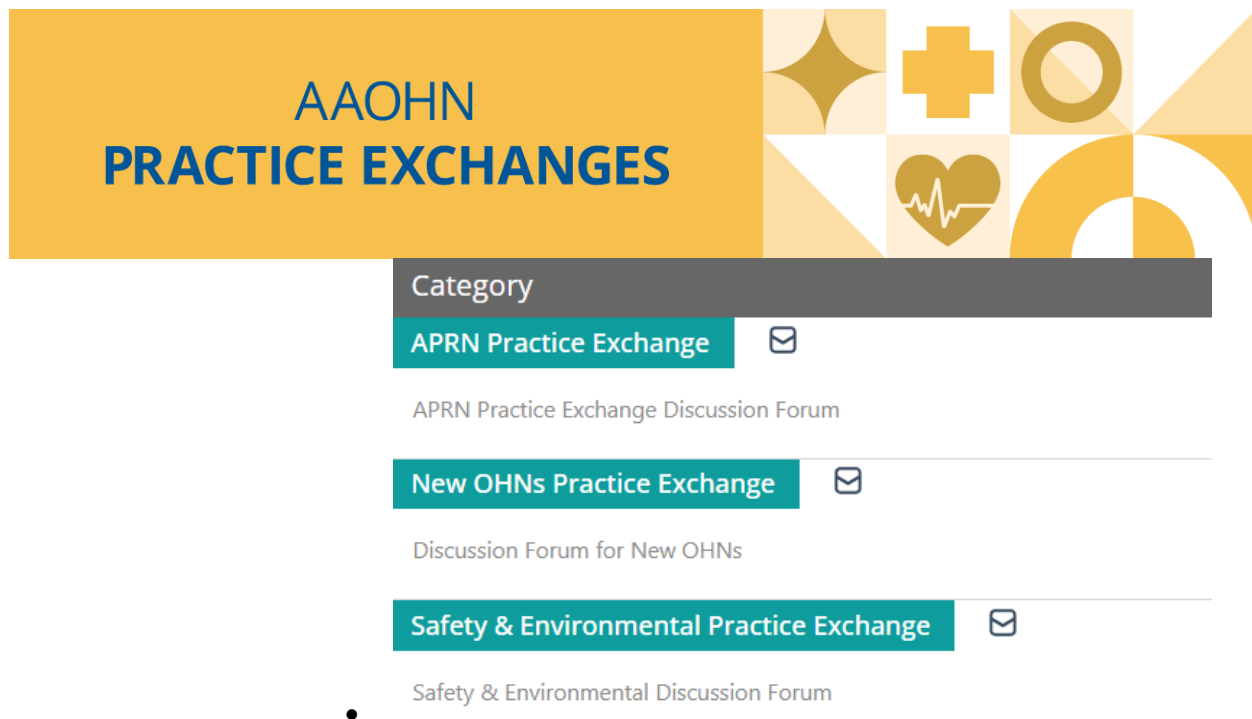 AAOHN
PRACTICE EXCHANGES
Category
APRN Practice Exchange
APRN Practice Exchange Discussion Forum
New OHNs Practice Exchange
Discussion Forum for New OHNs
Safety & Environmental Practice Exchange
Safety & Environmental Discussion Forum